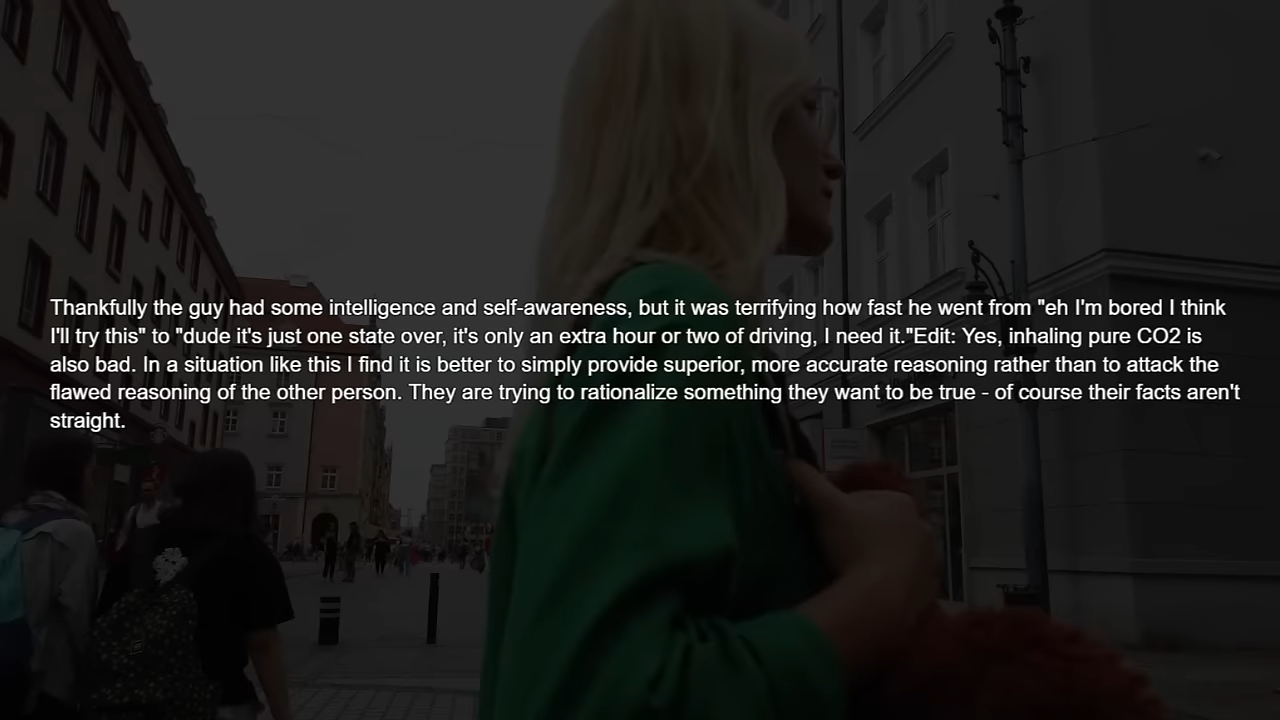 Thankfully the guy had some intelligence and self-awareness, but it was terrifying how fast he went from "eh I'm bored I think
I'll try this" to "dude it's just one state over, it's only an extra hour or two of driving, I need it."Edit: Yes, inhaling pure CO2 is
also bad. In a situation like this I find it is better to simply provide superior, more accurate reasoning rather than to attack the
flawed reasoning of the other person. They are trying to rationalize something they want to be true - of course their facts aren't
straight.